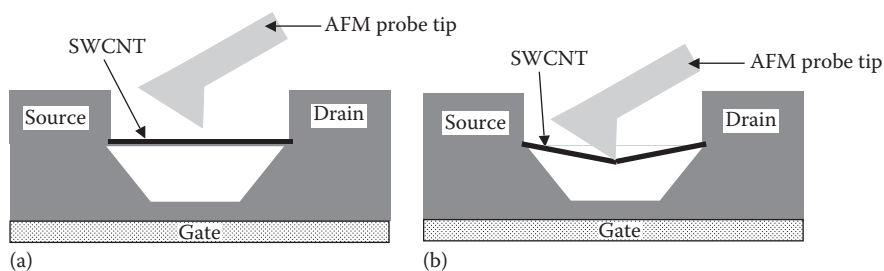 SWCNT
AFM probe tip
Source
Drain
Gate
(a)
SWCNT
AFM probe tip
Source
Drain
Gate
(b)